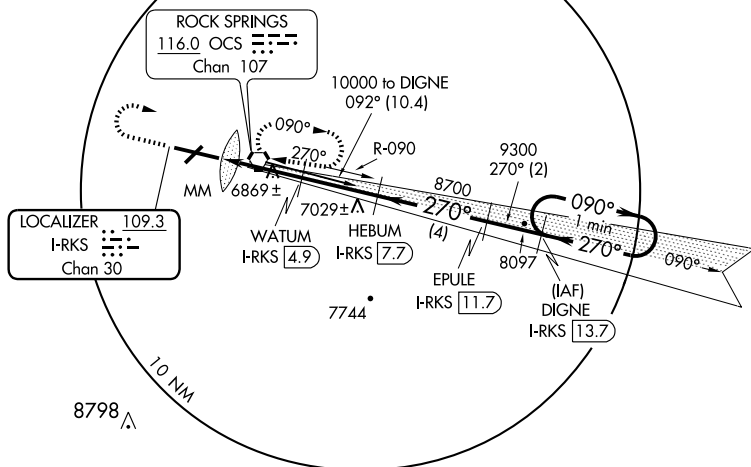 ROCK SPRINGS
116.0 OCS
Chan 107
10000 to DIGNE
092° (10.4)
090°
270°
R-090
9300
270° (2)
8700
MM
6869±
7029±
270°
(4)
090°
1 min
270°
090°
LOCALIZER 109.3
I-RKS
Chan 30
WATUM
I-RKS 4.9
HEBUM
I-RKS 7.7
EPULE
I-RKS 11.7
8097
(IAF)
DIGNE
I-RKS 13.7
7744
10 NM
8798